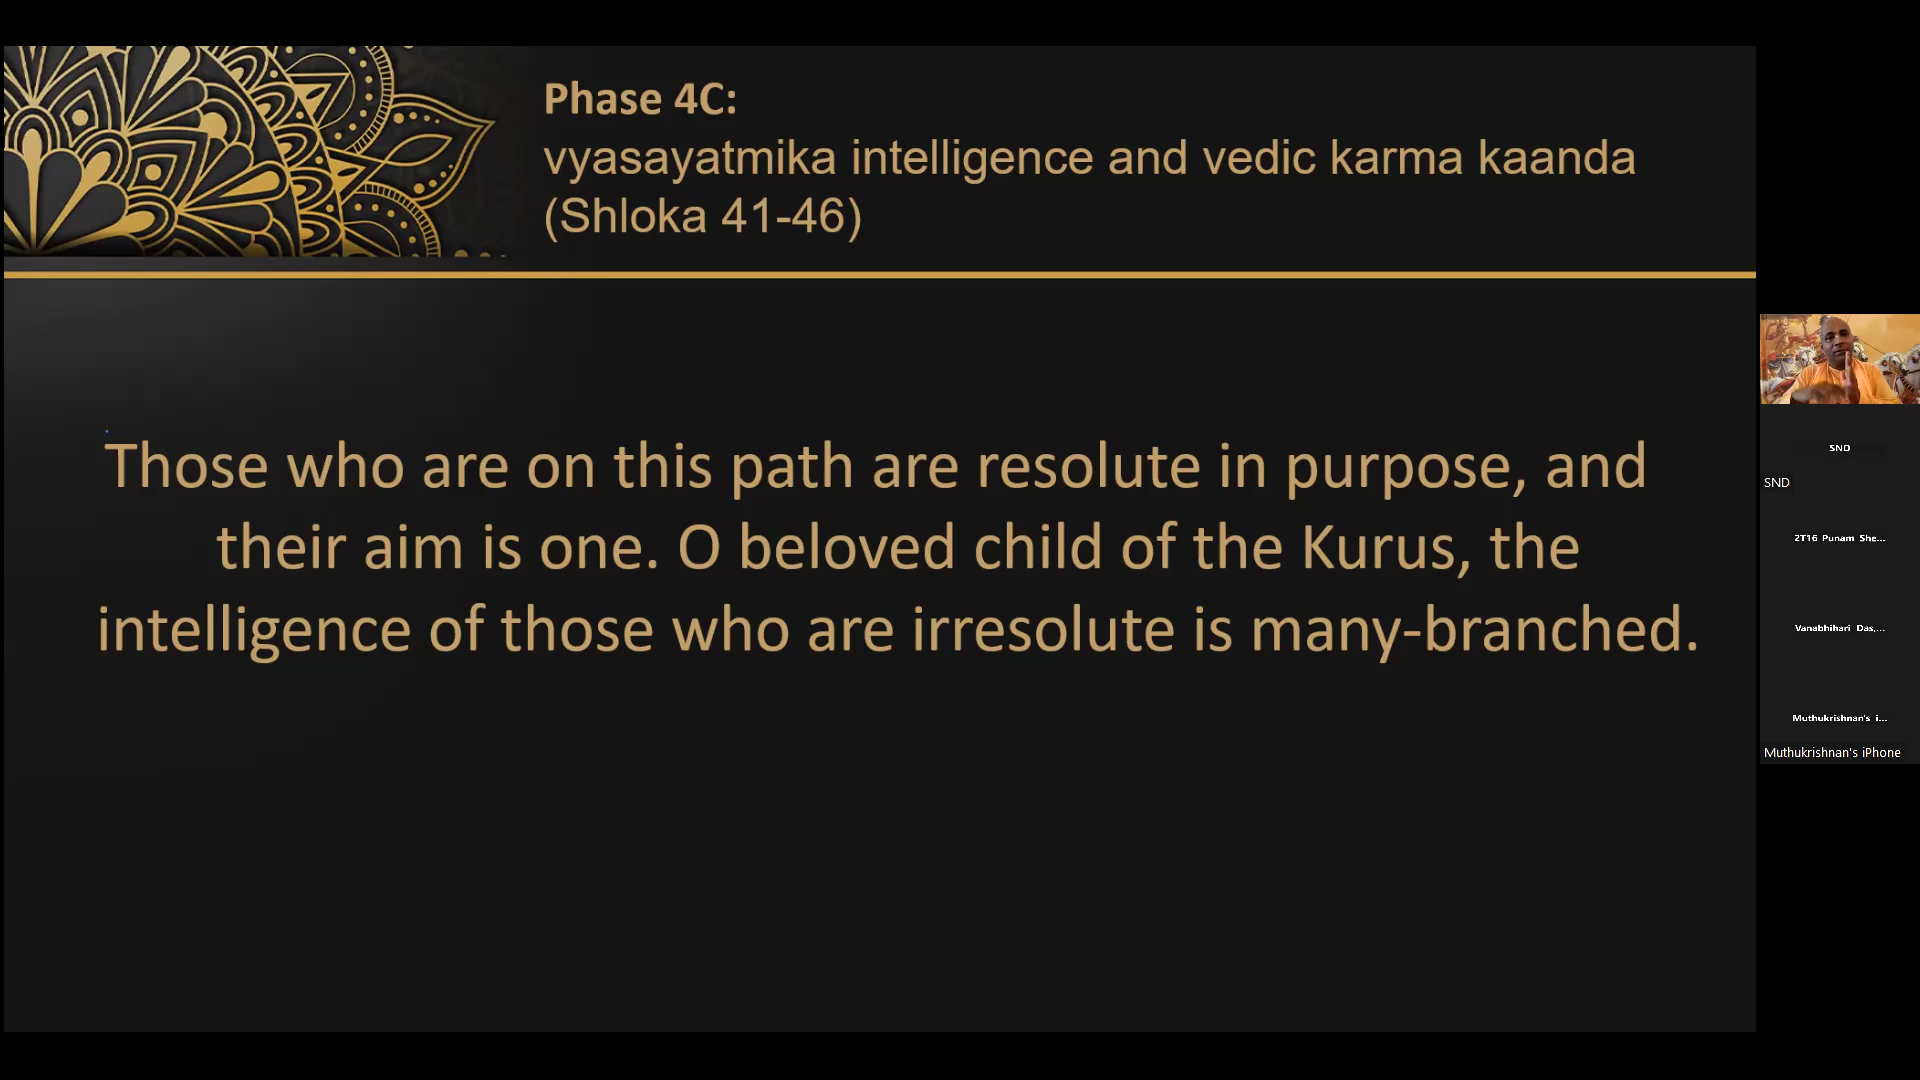 Phase 4C:
vyasayatmika intelligence and vedic karma kaanda
(Shloka 41-46)
Those who are on this path are resolute in purpose, and
their aim is one. O beloved child of the Kurus, the
intelligence of those who are irresolute is many-branched.
SND
SND
2T16 Punam She...
Vanabhihari Das,...
Muthukrishnan's i...
Muthukrishnan's iPhone